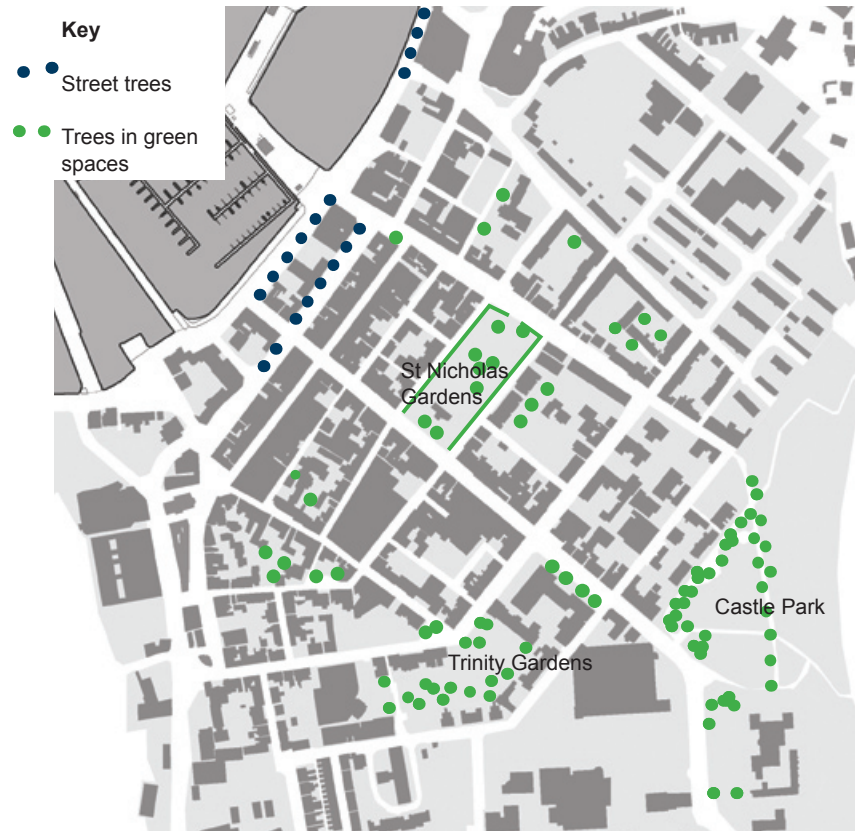 Key
Street trees
Trees in green
spaces
St Nicholas
Gardens
Castle Park
Trinity Gardens